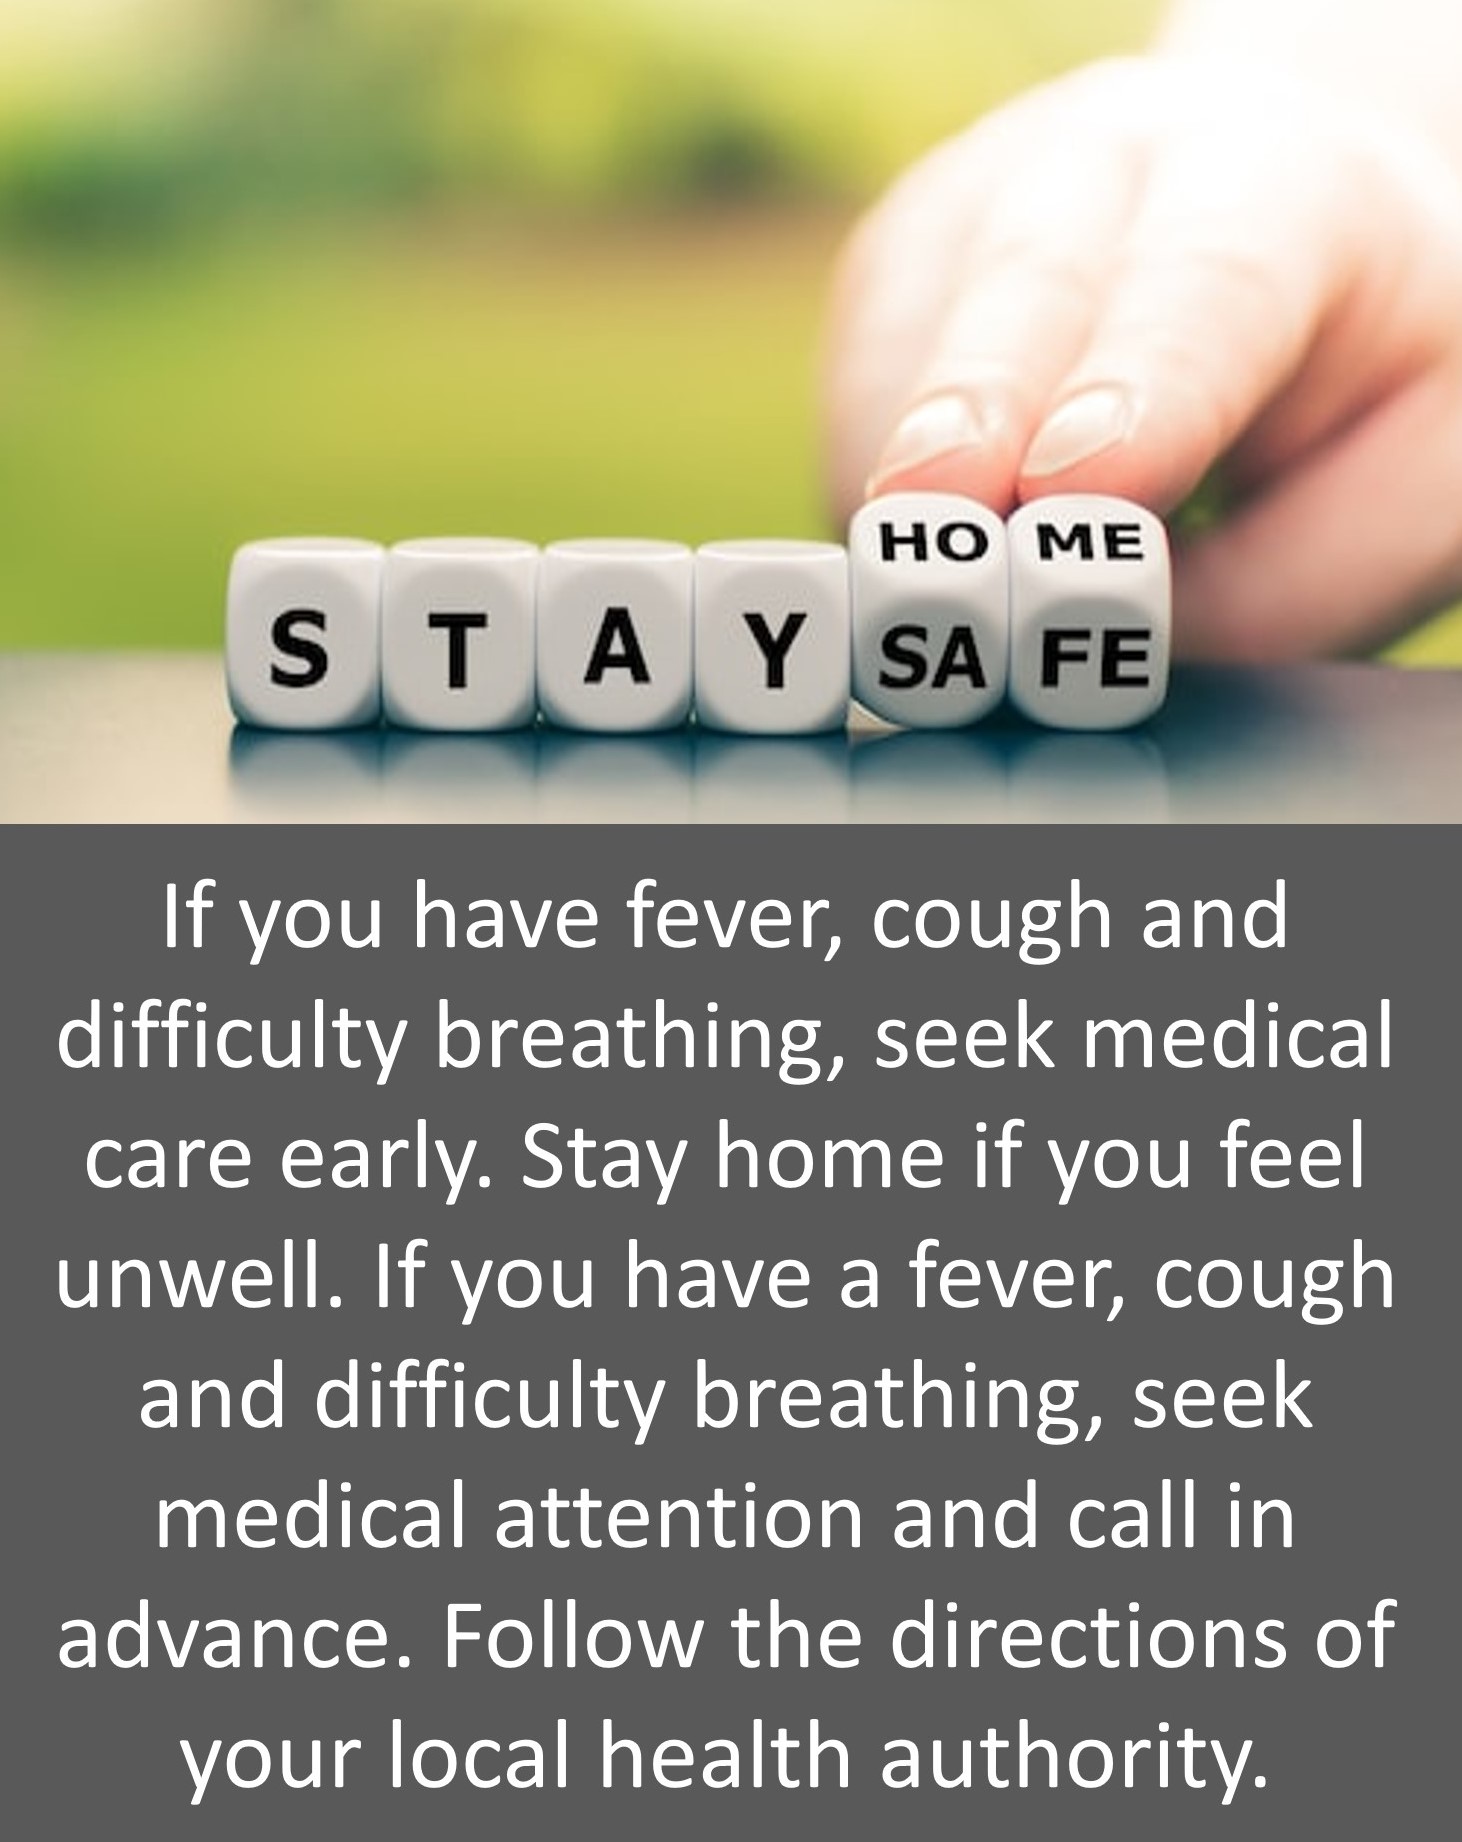 HO ME
STAY SA FE
If you have fever, cough and
difficulty breathing, seek medical
care early. Stay home if you feel
unwell. If you have a fever, cough
and difficulty breathing, seek
medical attention and call in
advance. Follow the directions of
your local health authority.